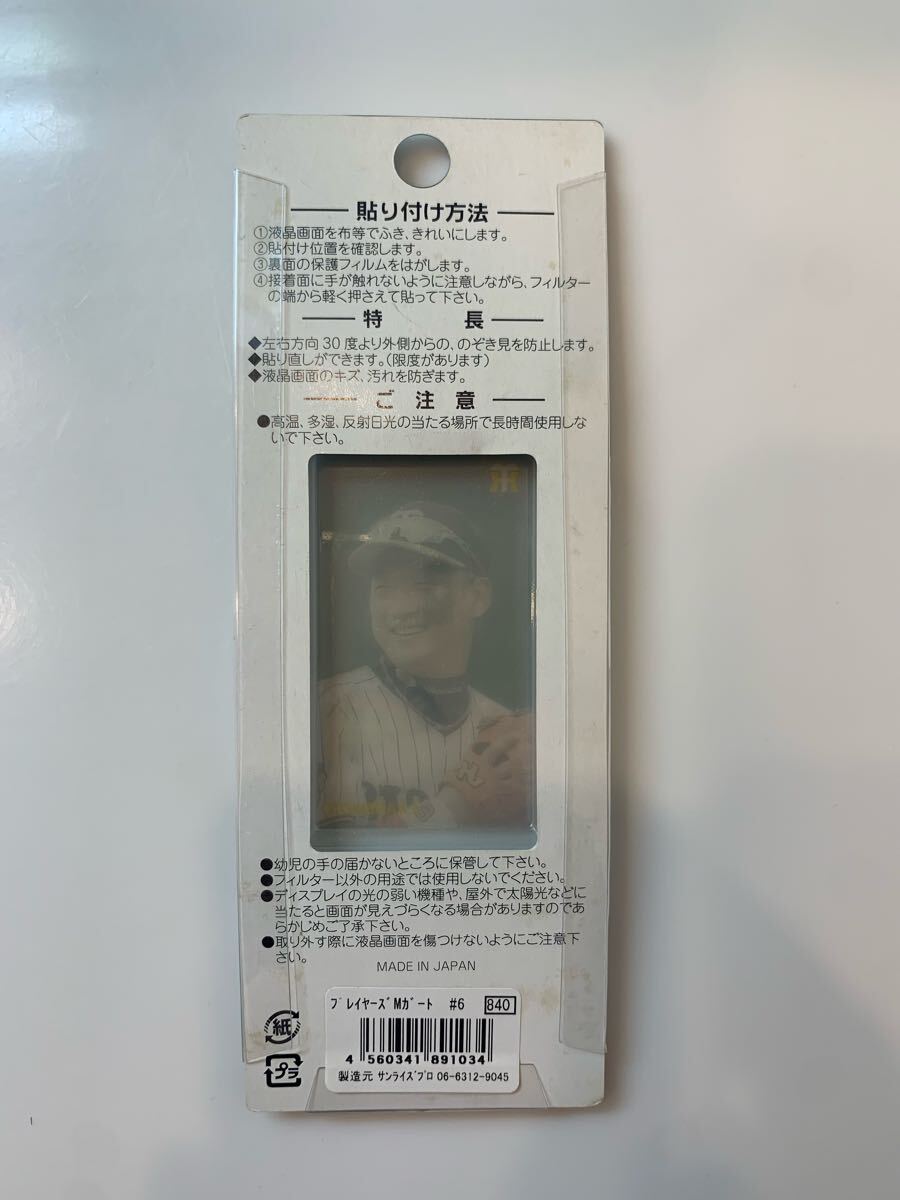 貼り付け方法
①液晶画面を布等でふき、きれいにします。
②貼付け位置を確認します。
③裏面の保護フィルムをはがします。
④接着面に手が触れないように注意しながら、フィルター
の端から軽く押さえて貼って下さい。
特　長
◆左右方向30度より外側からの、のぞき見を防止します。
◆貼り直しができます。(限度があります)
◆液晶画面のキズ、汚れを防ぎます。
ご注意
●高温、多湿、反射日光の当たる場所で長時間使用しな
いで下さい。
●幼児の手の届かないところに保管して下さい。
●フィルター以外の用途では使用しないでください。
●ディスプレイの光の弱い機種や、屋外で太陽光などに
当たると画面が見えづらくなる場合がありますのであ
らかじめご了承下さい。
●取り外す際に液晶画面を傷つけないようにご注意下
さい。
MADE IN JAPAN
紙
プラ
ﾌﾟﾚｲﾔｰｽﾞMｶﾞｰﾄ #6 840
4 560341 891034
製造元 ｻﾝﾗｲｽﾞﾌﾟﾛ 06-6312-9045